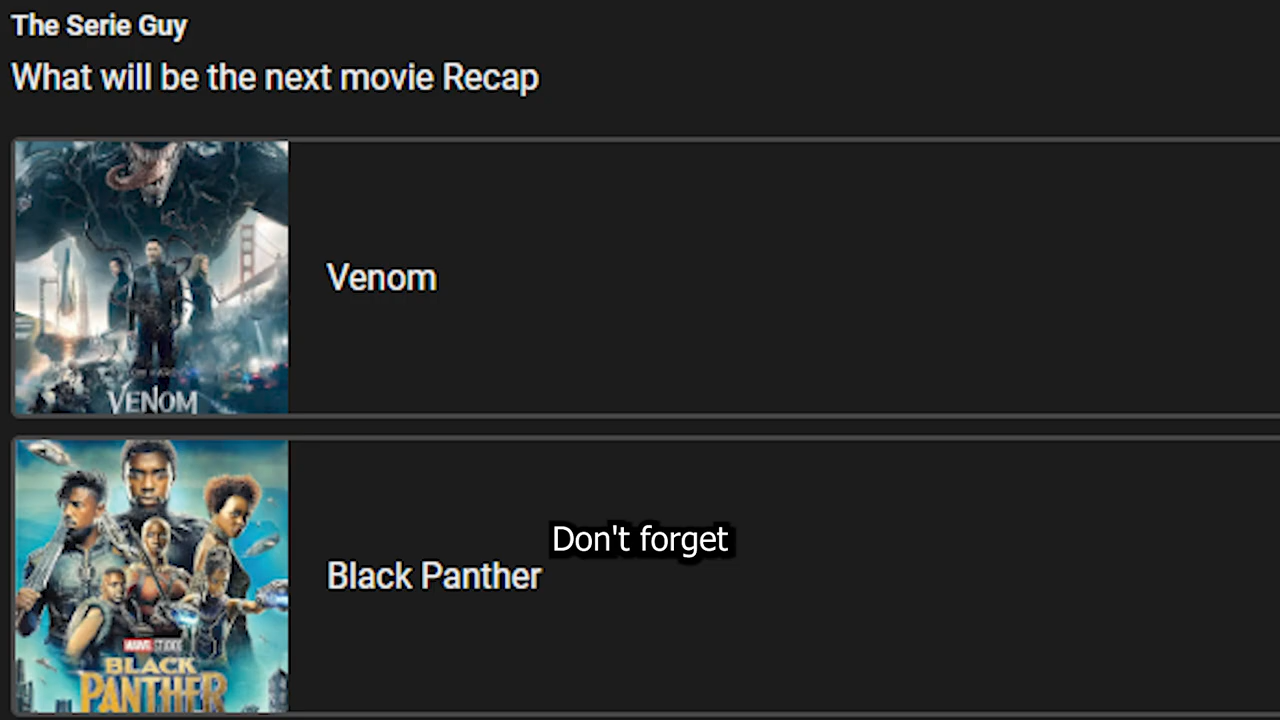 The Serie Guy
What will be the next movie Recap
Venom
VENOM
Don't forget
Black Panther
MARVEL STUDIOS
BLACK
PANTHER